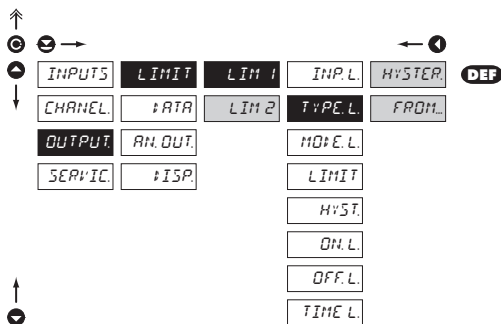 INPUTS LIMIT LIM 1 INP. L. HYSTER. DEF
CHANEL. DATA LIM 2 TYPE. L. FROM...
OUTPUT. AN. OUT. MODE. L.
SERVIC. DISP. LIMIT
HYST.
ON. L.
OFF. L.
TIME L.